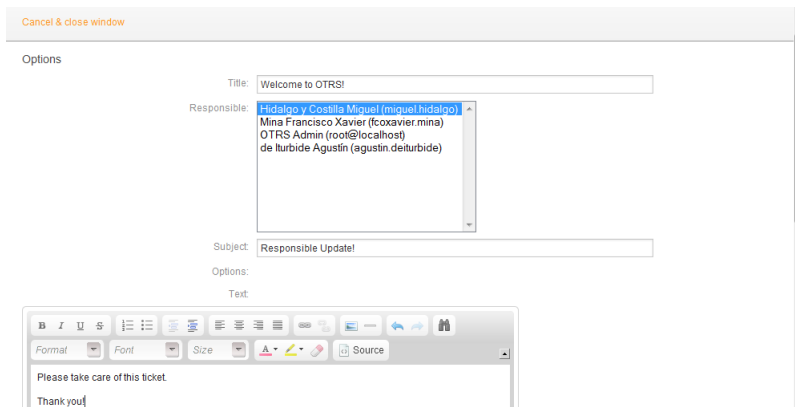 Cancel & close window
Options
Title: Welcome to OTRS!
Responsible: Hidalgo y Costilla Miguel (miguel.hidalgo)
Mina Francisco Xavier (fcoxavier.mina)
OTRS Admin (root@localhost)
de Iturbide Agustín (agustin.deiturbide)
Subject: Responsible Update!
Options:
Text:
B I U S
Format Font Size A Source
Please take care of this ticket.
Thank you!